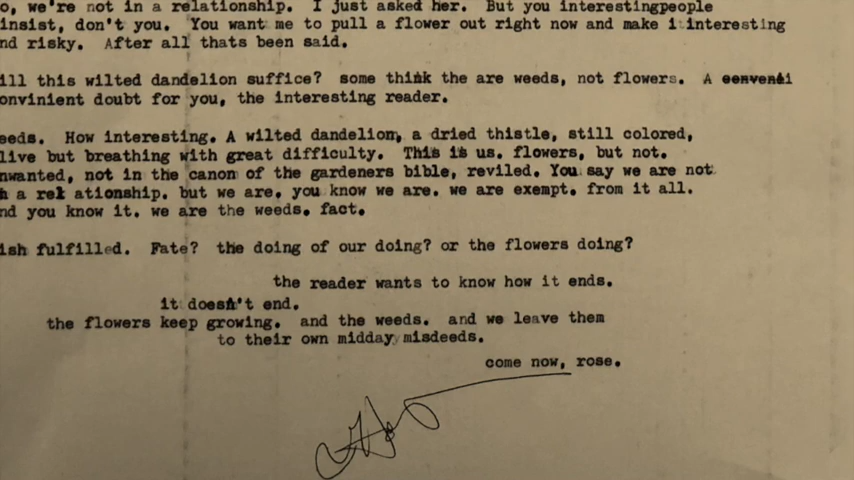 o, we're not in a relationship. I just asked her. But you interestingpeople
insist, don't you. You want me to pull a flower out right now and make i interesting
nd risky. After all thats been said.
ill this wilted dandelion suffice? some think the are weeds, not flowers. A eenvenéi
onvinient doubt for you, the interesting reader.
eeds. How interesting. A wilted dandelion, a dried thistle, still colored,
live but breathing with great difficulty. This is us. flowers, but not.
nwanted, not in the canon of the gardeners bible, reviled. You say we are not
h a rel ationship. but we are. you know we are. we are exempt. from it all.
nd you know it. we are the weeds. fact.
ish fulfilled. Fate? the doing of our doing? or the flowers doing?
the reader wants to know how it ends.
it doesn't end.
the flowers keep growing. and the weeds. and we leave them
to their own midday misdeeds.
come now, rose.